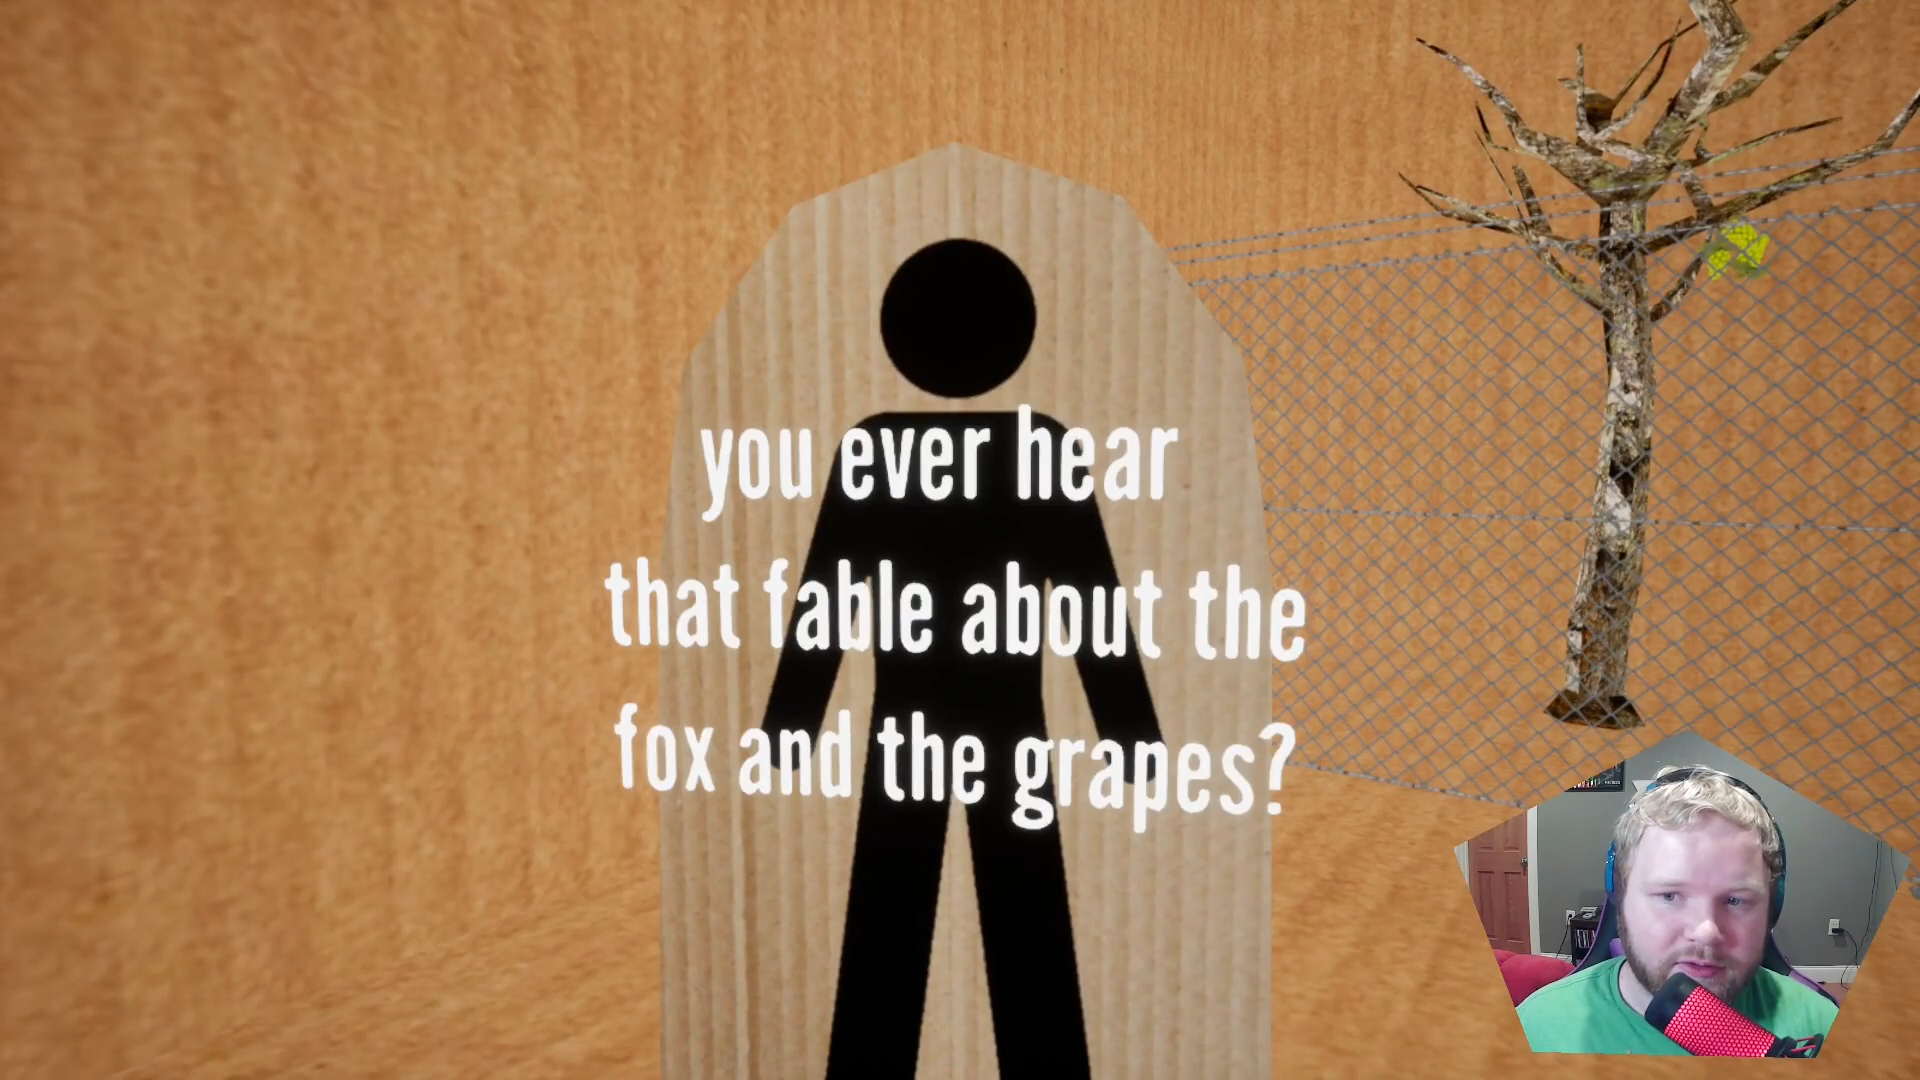 you ever hear
that fable about the
fox and the grapes?